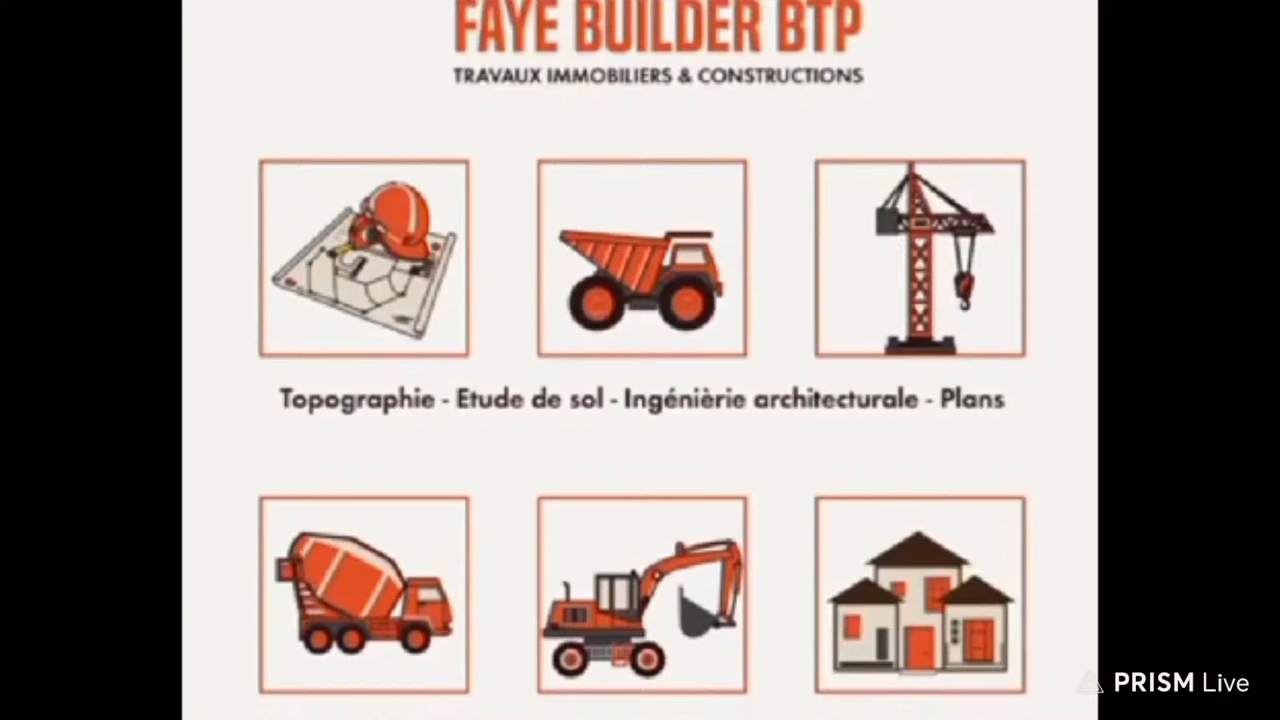 FAYE BUILDER BTP
TRAVAUX IMMOBILIERS & CONSTRUCTIONS
Topographie - Etude de sol - Ingénièrie architecturale - Plans
PRISM Live